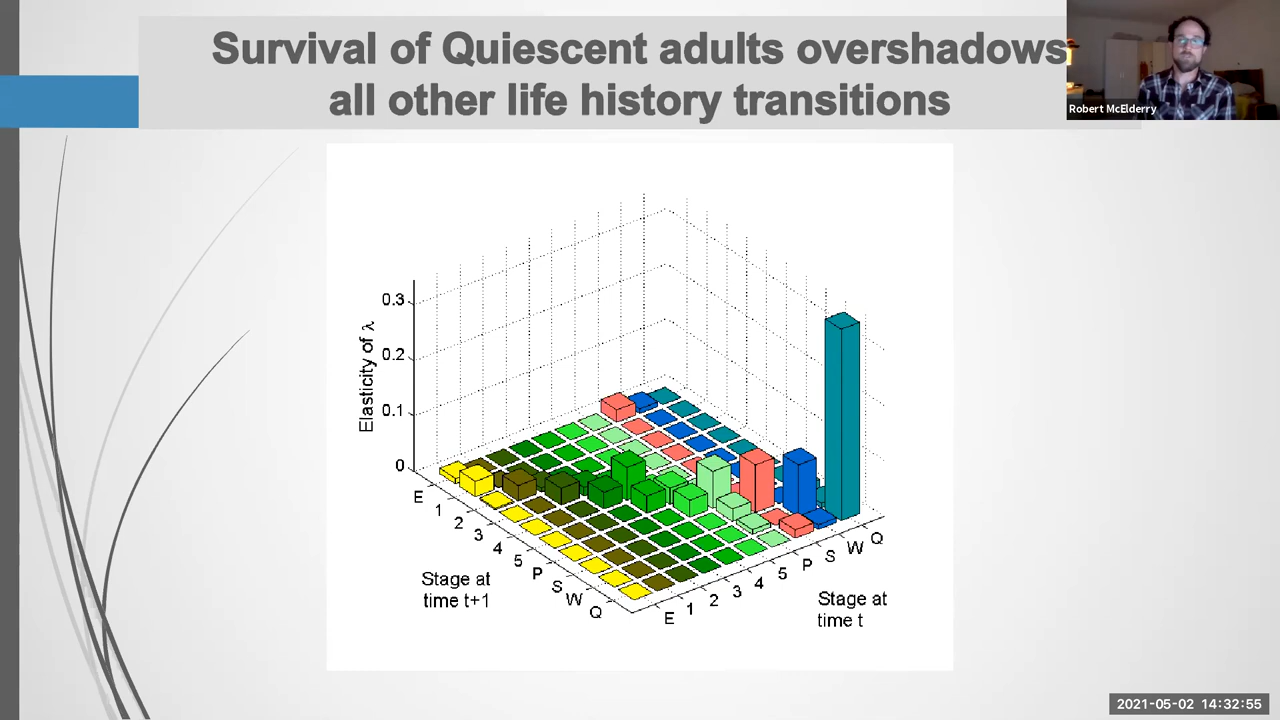 Survival of Quiescent adults overshadows
all other life history transitions
Robert McElderry
0.3
0.2
0.1
0
Elasticity of λ
E
1
2
3
4
5
P
S
W
Q
Stage at
time t+1
E
1
2
3
4
5
P
S
W
Q
Stage at
time t
2021-05-02 14:32:55